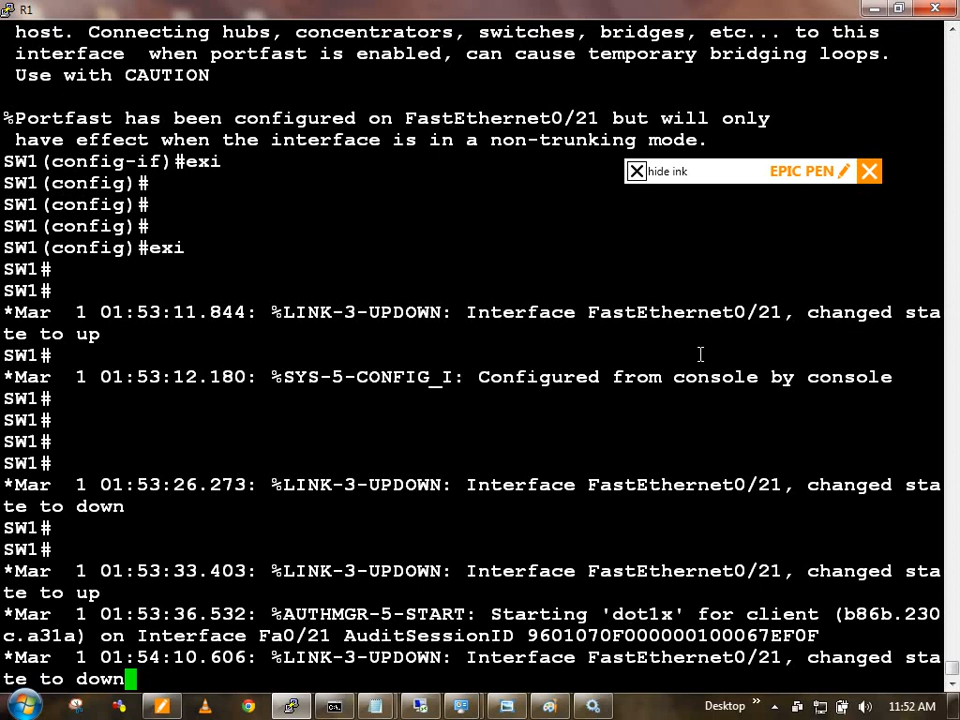 R1
host. Connecting hubs, concentrators, switches, bridges, etc... to this
interface  when portfast is enabled, can cause temporary bridging loops.
Use with CAUTION
%Portfast has been configured on FastEthernet0/21 but will only
have effect when the interface is in a non-trunking mode.
SW1(config-if)#exi
hide ink
EPIC PEN
SW1(config)#
SW1(config)#
SW1(config)#
SW1(config)#exi
SW1#
SW1#
*Mar  1 01:53:11.844: %LINK-3-UPDOWN: Interface FastEthernet0/21, changed sta
te to up
SW1#
*Mar  1 01:53:12.180: %SYS-5-CONFIG_I: Configured from console by console
SW1#
SW1#
SW1#
SW1#
*Mar  1 01:53:26.273: %LINK-3-UPDOWN: Interface FastEthernet0/21, changed sta
te to down
SW1#
SW1#
*Mar  1 01:53:33.403: %LINK-3-UPDOWN: Interface FastEthernet0/21, changed sta
te to up
*Mar  1 01:53:36.532: %AUTHMGR-5-START: Starting 'dot1x' for client (b86b.230
c.a31a) on Interface Fa0/21 AuditSessionID 9601070F000000100067EF0F
*Mar  1 01:54:10.606: %LINK-3-UPDOWN: Interface FastEthernet0/21, changed sta
te to down
Desktop
11:52 AM